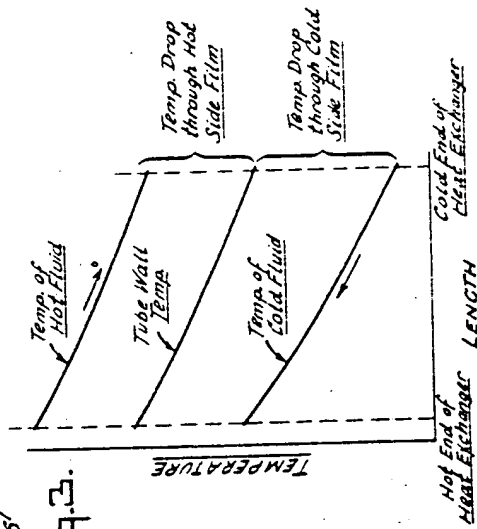 Temp. of
Hot Fluid
Tube Wall
Temp
Temp. of
Cold Fluid
Temp. Drop
through Hot
Side Film
Temp. Drop
through Cold
Side Film
TEMPERATURE
Hot End of
Heat Exchanger
LENGTH
Cold End of
Heat Exchanger